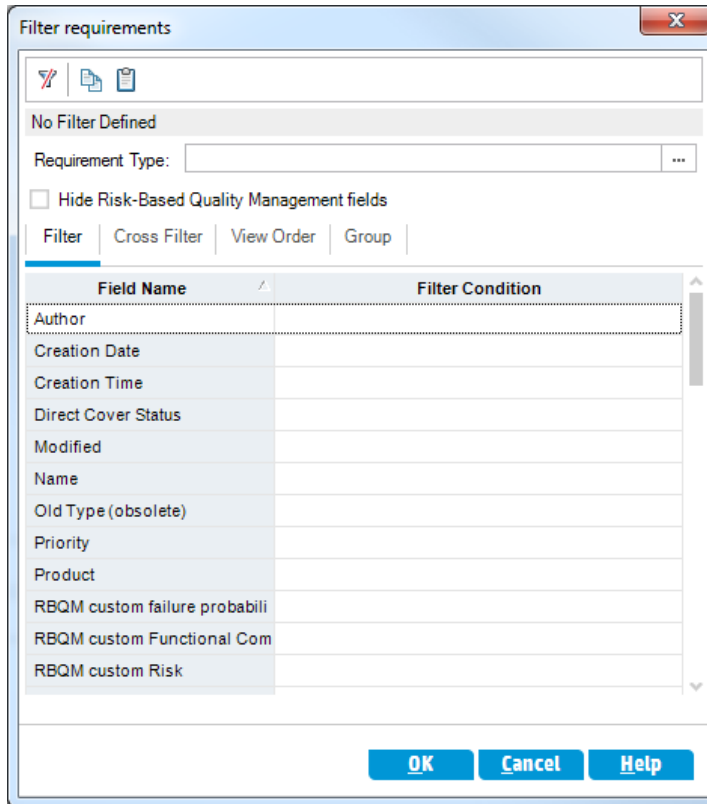 Filter requirements
No Filter Defined
Requirement Type: ...
Hide Risk-Based Quality Management fields
Filter Cross Filter View Order Group
Field Name Filter Condition
Author
Creation Date
Creation Time
Direct Cover Status
Modified
Name
Old Type (obsolete)
Priority
Product
RBQM custom failure probabili
RBQM custom Functional Com
RBQM custom Risk
OK Cancel Help